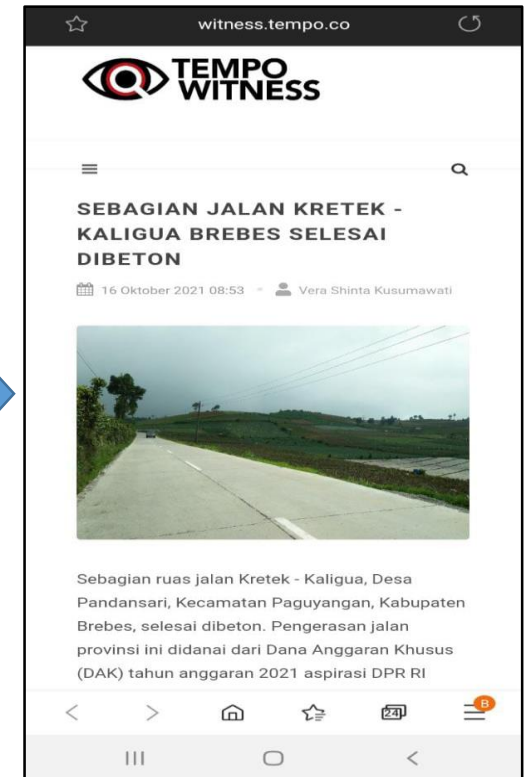 witness.tempo.co
TEMPO
WITNESS
SEBAGIAN JALAN KRETEK -
KALIGUA BREBES SELESAI
DIBETON
16 Oktober 2021 08:53 Vera Shinta Kusumawati
Sebagian ruas jalan Kretek - Kaligua, Desa
Pandansari, Kecamatan Paguyangan, Kabupaten
Brebes, selesai dibeton. Pengerasan jalan
provinsi ini didanai dari Dana Anggaran Khusus
(DAK) tahun anggaran 2021 aspirasi DPR RI
24
B